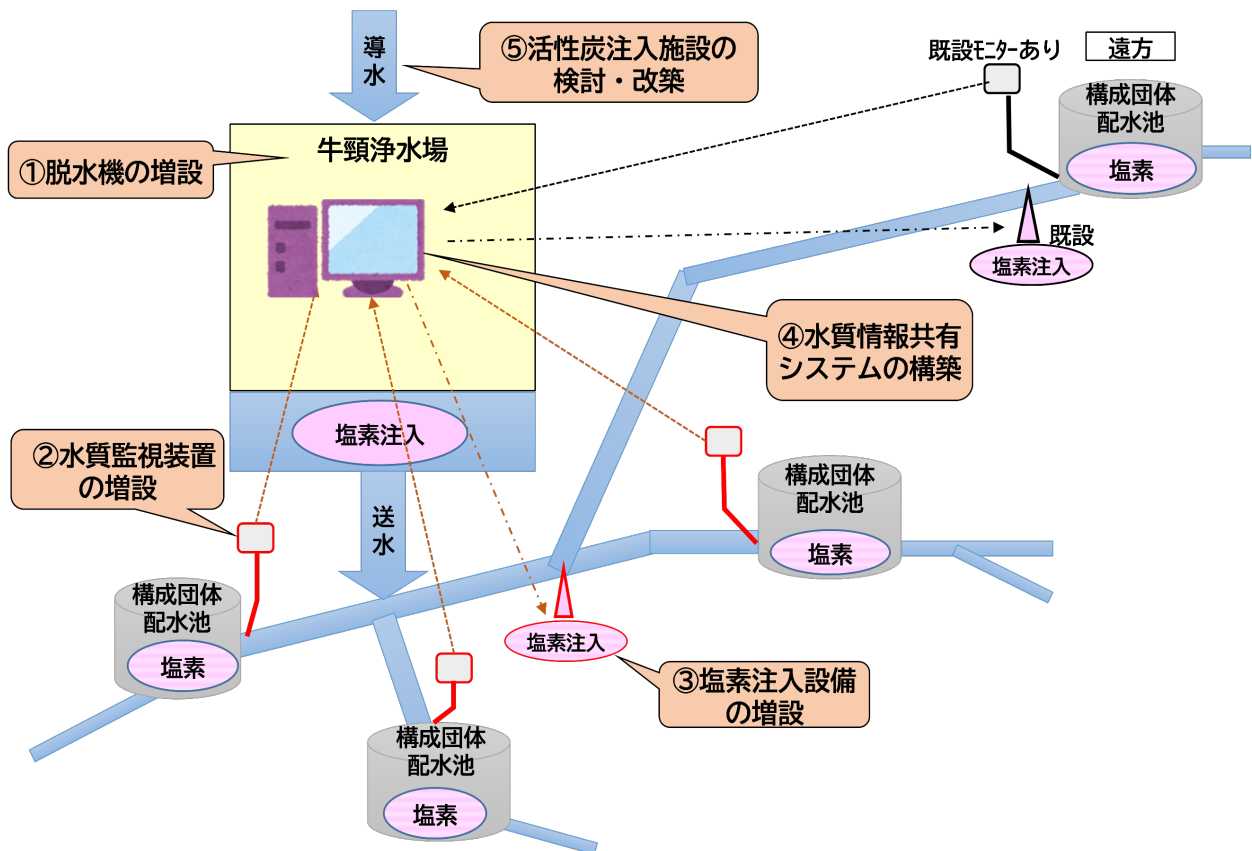 導水
⑤活性炭注入施設の
検討・改築
既設モニターあり
遠方
構成団体
配水池
塩素
①脱水機の増設
牛頸浄水場
既設
塩素注入
④水質情報共有
システムの構築
塩素注入
②水質監視装置
の増設
送水
構成団体
配水池
塩素
構成団体
配水池
塩素
塩素注入
③塩素注入設備
の増設
構成団体
配水池
塩素